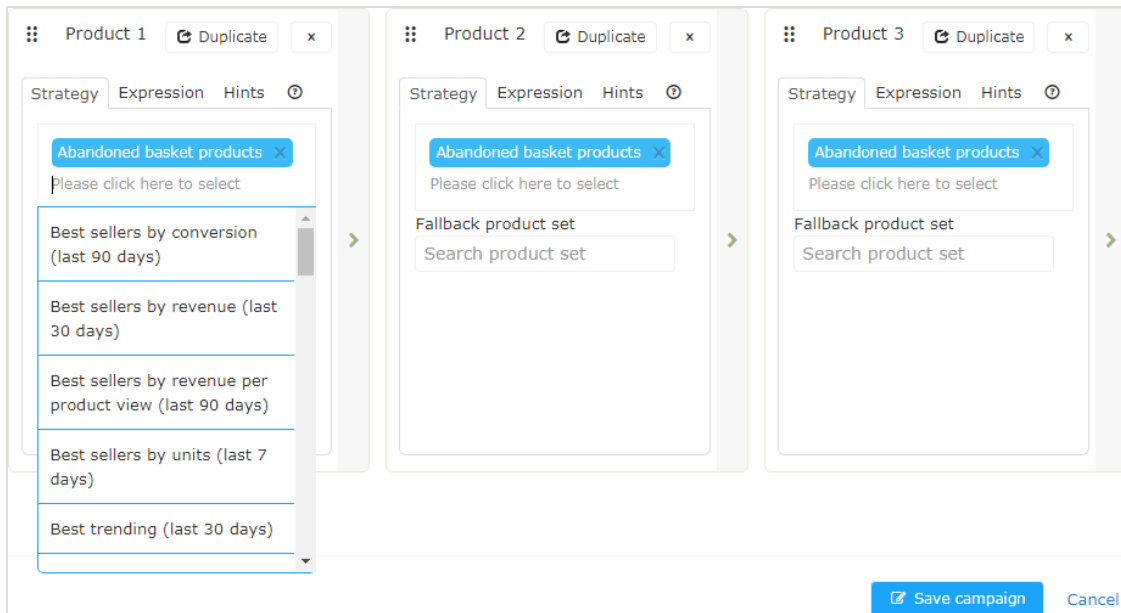 Product 1 Duplicate x
Strategy Expression Hints
Abandoned basket products X
Please click here to select
Best sellers by conversion
(last 90 days)
Best sellers by revenue (last
30 days)
Best sellers by revenue per
product view (last 90 days)
Best sellers by units (last 7
days)
Best trending (last 30 days)
Product 2 Duplicate x
Strategy Expression Hints
Abandoned basket products X
Please click here to select
Fallback product set
Search product set
Product 3 Duplicate x
Strategy Expression Hints
Abandoned basket products X
Please click here to select
Fallback product set
Search product set
Save campaign Cancel